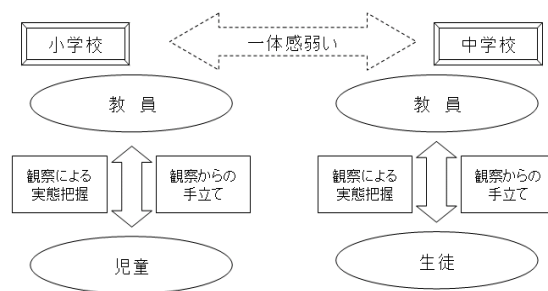 小学校
一体感弱い
中学校
教 員
教 員
観察による
実態把握
観察からの
手立て
観察による
実態把握
観察からの
手立て
児童
生徒